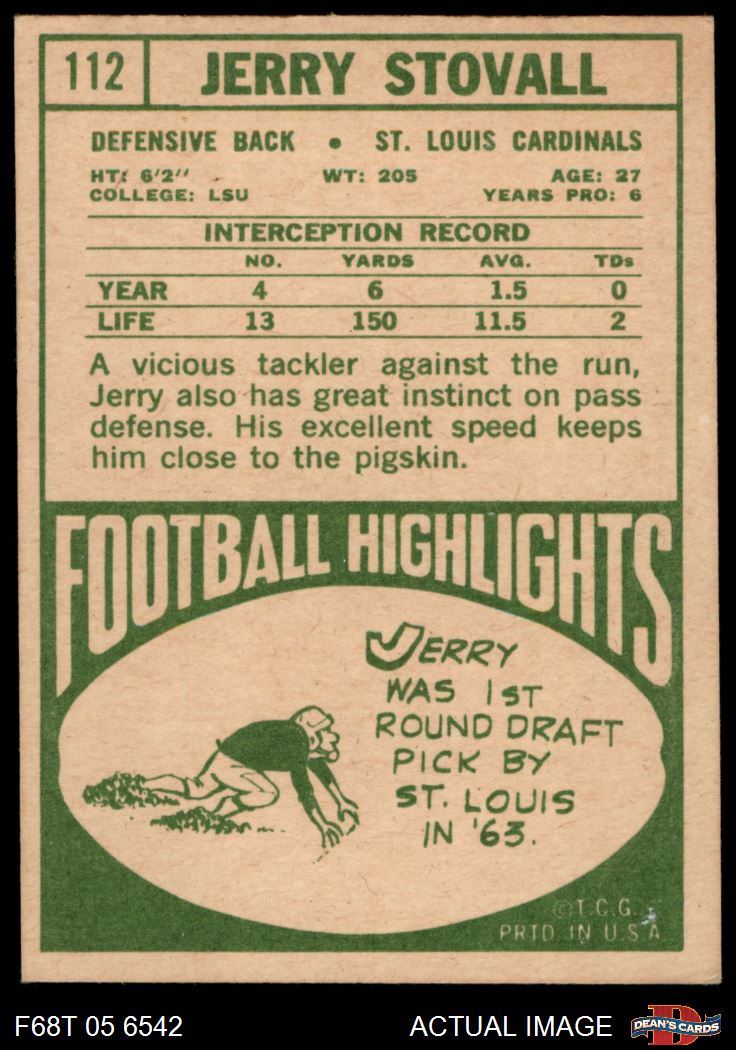 112 JERRY STOVALL
DEFENSIVE BACK • ST. LOUIS CARDINALS
HT: 6'2" WT: 205 AGE: 27
COLLEGE: LSU YEARS PRO: 6
INTERCEPTION RECORD
NO. YARDS AVG. TDs
YEAR 4 6 1.5 0
LIFE 13 150 11.5 2
A vicious tackler against the run,
Jerry also has great instinct on pass
defense. His excellent speed keeps
him close to the pigskin.
FOOTBALL HIGHLIGHTS
JERRY
WAS 1ST
ROUND DRAFT
PICK BY
ST. LOUIS
IN '63.
©T.C.G.
PRTD. IN U.S.A
F68T 05 6542 ACTUAL IMAGE DEAN'S CARDS